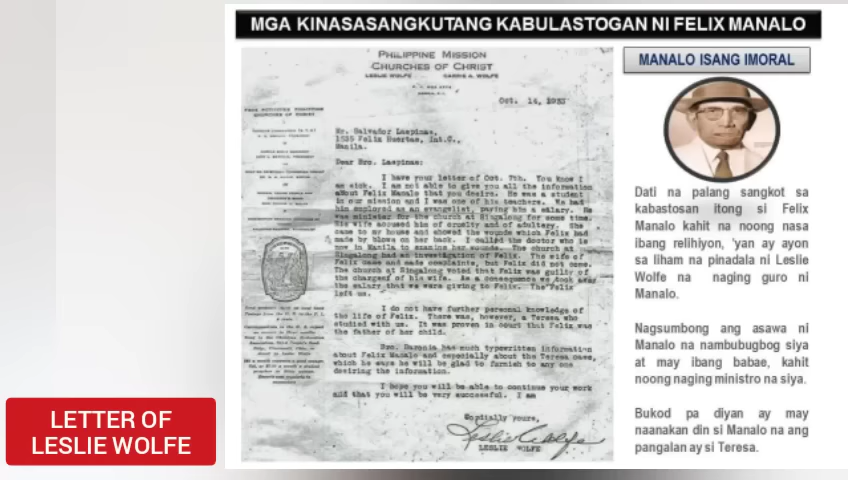 MGA KINASASANGKUTANG KABULASTOGAN NI FELIX MANALO
PHILIPPINE MISSION
CHURCHES OF CHRIST
LESLIE WOLFE CARRIE A. WOLFE
Oct. 14, 1933
Mr. Salvador Laspinas,
1525 Felix Huertas, Int.C.,
Manila.
Dear Bro. Laspinas:
I have your letter of Oct. 7th. You know I
am sick. I am not able to give you all the information
about Felix Manalo that you desire. He was a student
in our mission and I was one of his teachers. We had
him employed as an evangelist, paying him a salary. He
was minister for the church at Singalong for some time.
His wife accused him of cruelty and of adultery. She
came to my house and showed the wounds which Felix had
made by blows on her back. I called the doctor who is
now in Manila to examine her wounds. The church at
Singalong had an investigation of Felix. The wife of
Felix came and made complaints, but Felix did not come.
The church at Singalong voted that Felix was guilty of
the charges of his wife. As a consequence we took away
the salary that we were giving to Felix. The Felix
left us.
I do not have further personal knowledge of
the life of Felix. There was, however, a Teresa who
studied with us. It was proven in court that Felix was
the father of her child.
Bro. Baronia has much typewritten information
about Felix Manalo and especially about the Teresa case,
which he says he will be glad to furnish to any one
desiring the information.
I hope you will be able to continue your work
and that you will be very successful. I am
Cordially yours,
Leslie Wolfe
LESLIE WOLFE
MANALO ISANG IMORAL
Dati na palang sangkot sa
kabastosan itong si Felix
Manalo kahit na noong nasa
ibang relihiyon, 'yan ay ayon
sa liham na pinadala ni Leslie
Wolfe na naging guro ni
Manalo.
Nagsumbong ang asawa ni
Manalo na nambubugbog siya
at may ibang babae, kahit
noong naging ministro na siya.
Bukod pa diyan ay may
naanakan din si Manalo na ang
pangalan ay si Teresa.
LETTER OF
LESLIE WOLFE